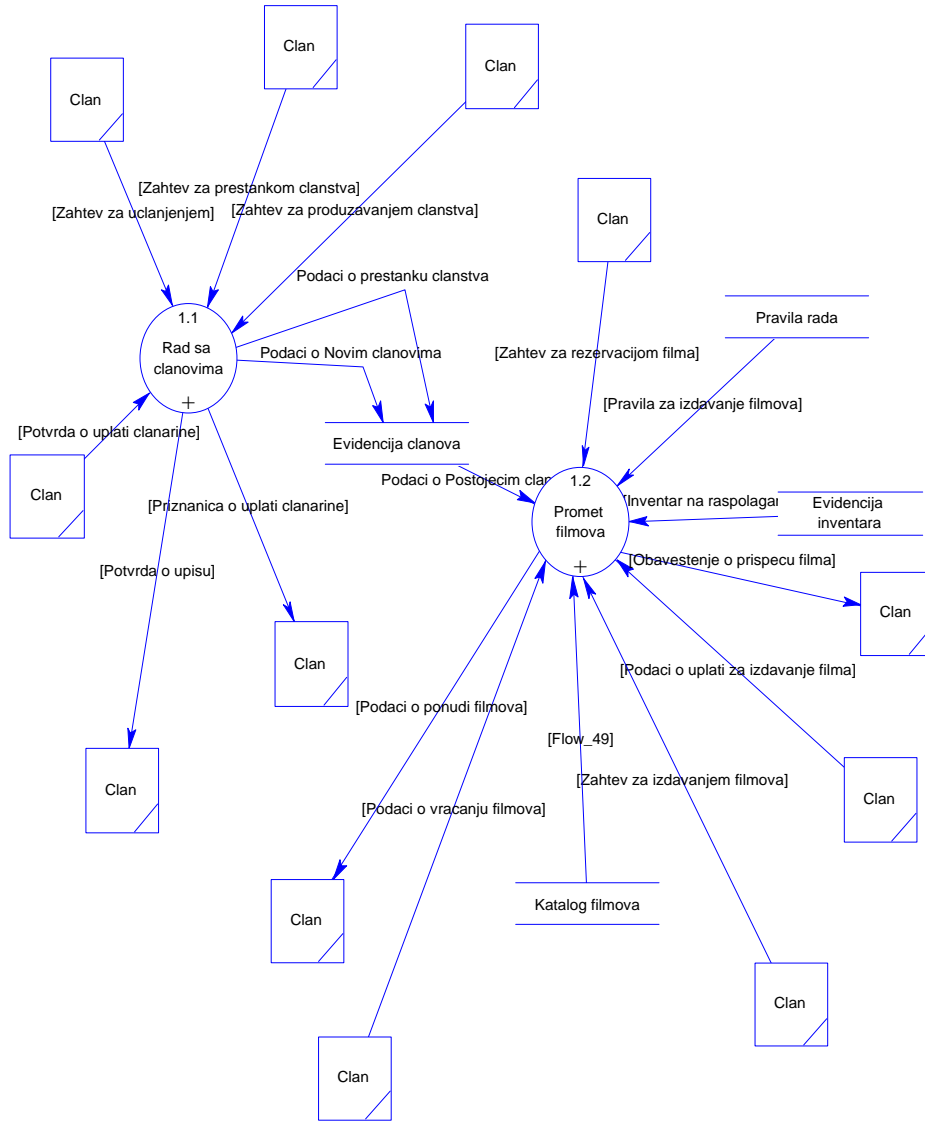 Clan
Clan
Clan
[Zahtev za prestankom clanstva]
[Zahtev za uclanjenjem]
[Zahtev za produzavanjem clanstva]
Clan
Podaci o prestanku clanstva
1.1
Rad sa
clanovima
+
Podaci o Novim clanovima
Pravila rada
[Zahtev za rezervacijom filma]
[Pravila za izdavanje filmova]
[Potvrda o uplati clanarine]
Evidencija clanova
Clan
Podaci o Postojecim clan
1.2
Promet
filmova
+
[Inventar na raspolagan
Evidencija
inventara
[Priznanica o uplati clanarine]
[Potvrda o upisu]
[Obavestenje o prispecu filma]
Clan
Clan
[Podaci o uplati za izdavanje filma]
[Podaci o ponudi filmova]
[Flow_49]
[Zahtev za izdavanjem filmova]
Clan
Clan
[Podaci o vracanju filmova]
Clan
Katalog filmova
Clan
Clan